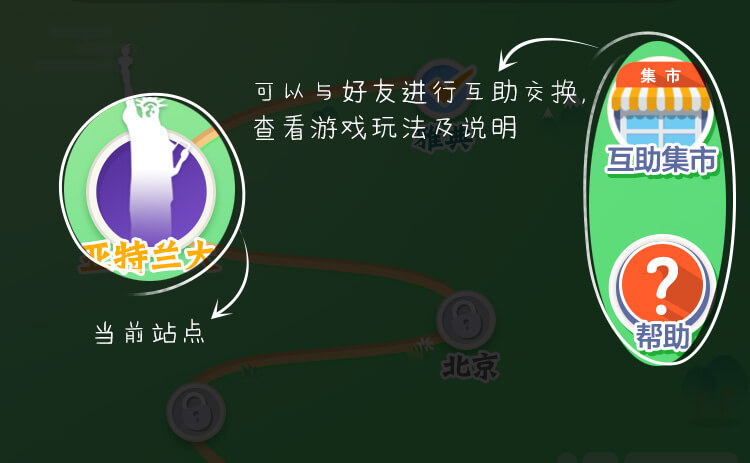 集市
可以与好友进行互助交换,
查看游戏玩法及说明
雅典
互助集市
亚特兰大
当前站点
帮助
北京